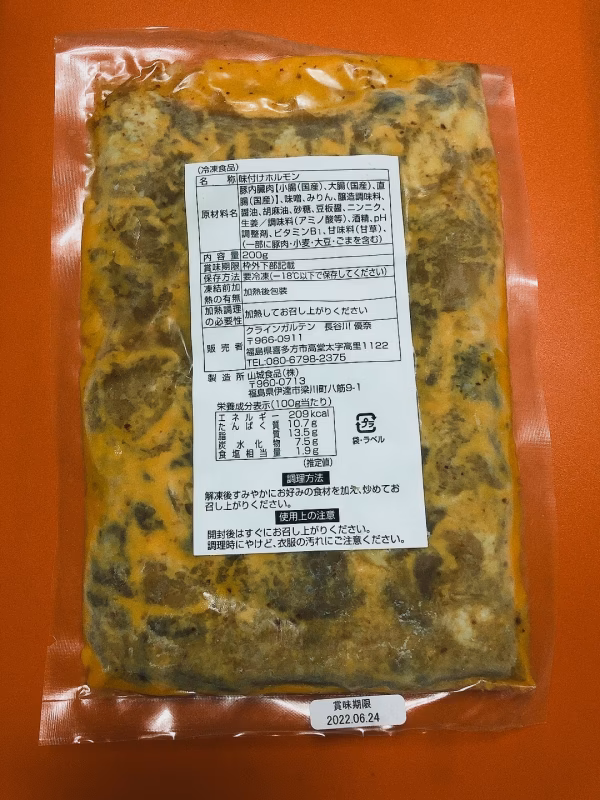 (冷凍食品)
名 称 味付けホルモン
原材料名 豚内臓肉【小腸(国産)、大腸(国産)、直
腸(国産)】、味噌、みりん、醸造調味料、
醤油、胡麻油、砂糖、豆板醤、ニンニク、
生姜/調味料(アミノ酸等)、酒精、pH
調整剤、ビタミンB₁、甘味料(甘草)、
(一部に豚肉・小麦・大豆・ごまを含む)
内 容 量 200g
賞味期限 枠外下部記載
保存方法 要冷凍(−18℃以下で保存してください)
凍結前加
熱の有無 加熱後包装
加熱調理
の必要性 加熱してお召し上がりください
販 売 者 クラインガルテン 長谷川 優奈
〒966-0911
福島県喜多方市高堂太字高里1122
TEL:080-6798-2375
製 造 所 山城食品(株)
〒960-0713
福島県伊達市梁川町八筋9-1
栄養成分表示(100g当たり)
エネルギー 209kcal
たんぱく質 10.7g
脂 質 13.5g
炭 水 化 物 7.5g
食塩相当量 1.9g
(推定値)
プラ
袋・ラベル
調理方法
解凍後すみやかにお好みの食材を加え、炒めてお
召し上がりください。
使用上の注意
開封後はすぐにお召し上がりください。
調理時にやけど、衣服の汚れにご注意ください。
賞味期限
2022.06.24